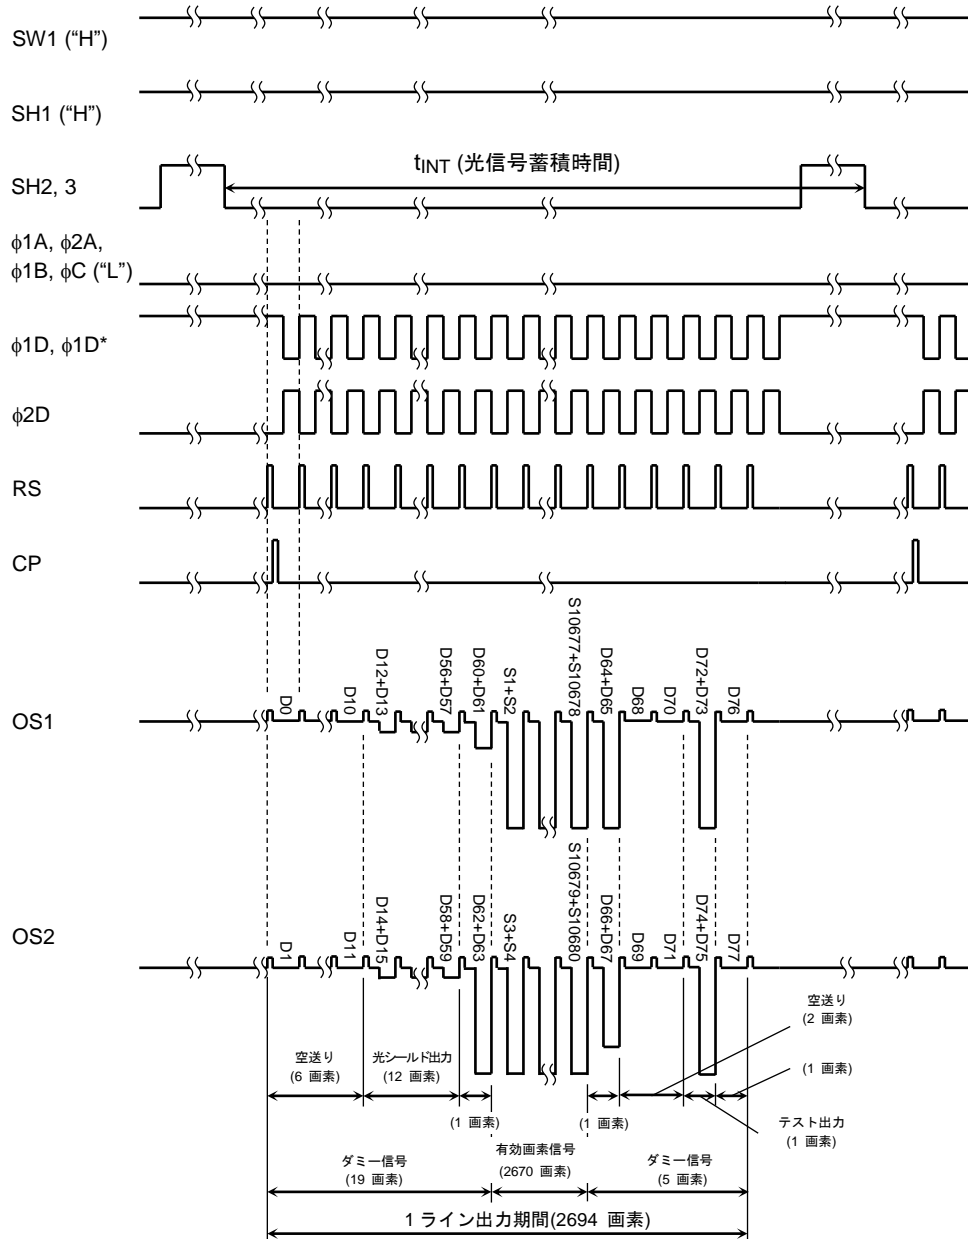 SW1 (“H”)
SH1 (“H”)
tINT (光信号蓄積時間)
SH2, 3
ϕ1A, ϕ2A,
ϕ1B, ϕC (“L”)
ϕ1D, ϕ1D*
ϕ2D
RS
CP
OS1
D0
D10
D12+D13
D56+D57
D60+D61
S1+S2
S10677+S10678
D64+D65
D68
D70
D72+D73
D76
OS2
D1
D11
D14+D15
D58+D59
D62+D63
S3+S4
S10679+S10680
D66+D67
D69
D71
D74+D75
D77
空送り
(2 画素)
空送り
(6 画素)
光シールド出力
(12 画素)
(1 画素)
(1 画素)
(1 画素)
テスト出力
(1 画素)
ダミー信号
(19 画素)
有効画素信号
(2670 画素)
ダミー信号
(5 画素)
1 ライン出力期間(2694 画素)